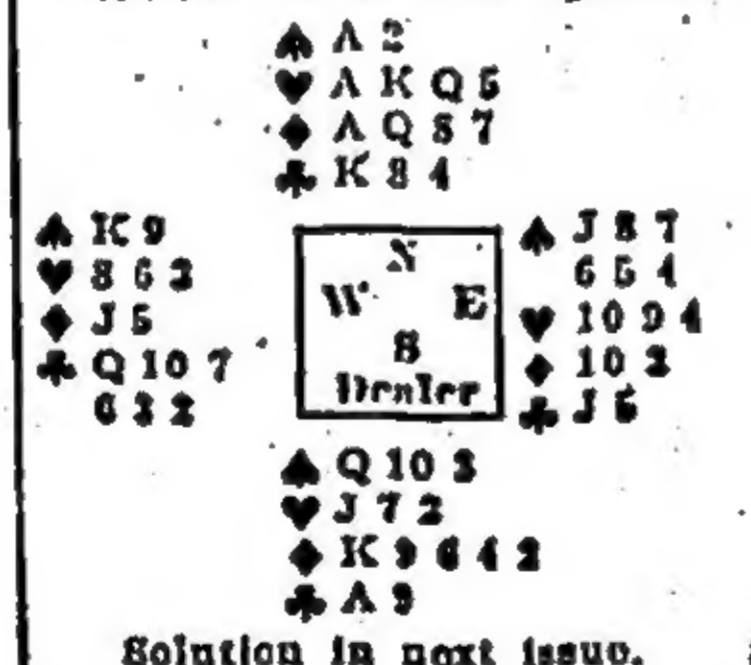 ♠ A 2
♥ A K Q 5
♦ A Q 8 7
♣ K 8 4
♠ K 9
♥ 8 6 3
♦ J 5
♣ Q 10 7
6 3 2
N
W E
S
Dealer
♠ J 8 7
6 5 4
♥ 10 9 4
♦ 10 3
♣ J 5
♠ Q 10 3
♥ J 7 2
♦ K 9 6 4 2
♣ A 9
Solution in next issue.